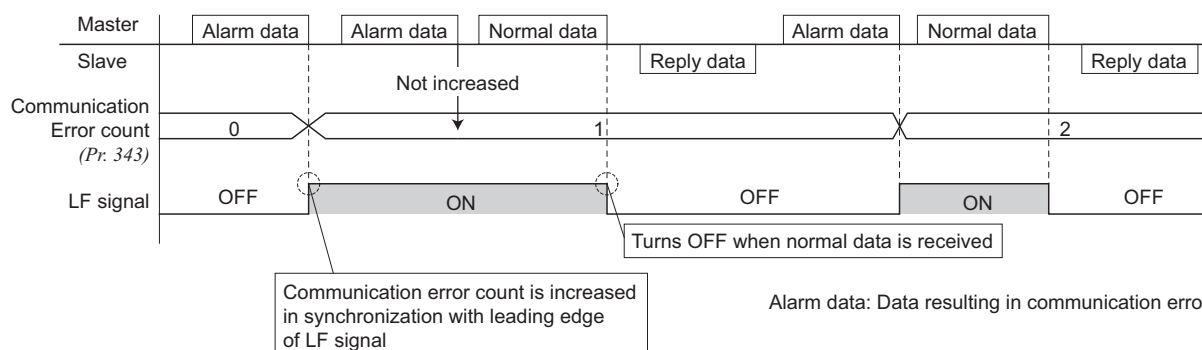 Master
Alarm data
Alarm data
Normal data
Alarm data
Normal data
Slave
Reply data
Reply data
Not increased
Communication
Error count
(Pr. 343)
0
1
2
LF signal
OFF
ON
OFF
ON
OFF
Turns OFF when normal data is received
Communication error count is increased
in synchronization with leading edge
of LF signal
Alarm data: Data resulting in communication erro